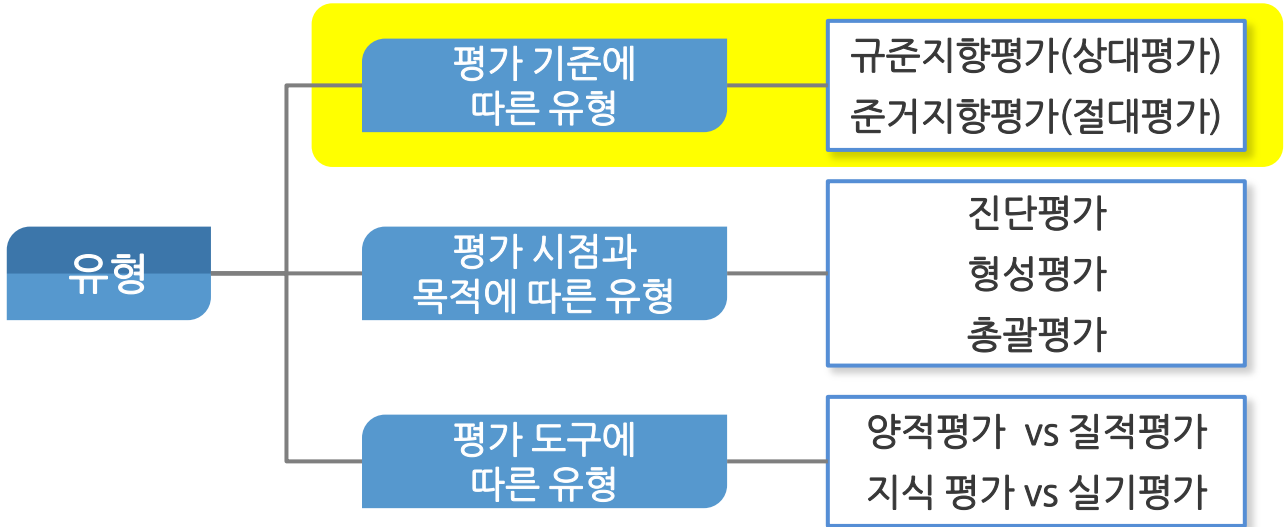 유형
평가 기준에
따른 유형
규준지향평가(상대평가)
준거지향평가(절대평가)
평가 시점과
목적에 따른 유형
진단평가
형성평가
총괄평가
평가 도구에
따른 유형
양적평가 vs 질적평가
지식 평가 vs 실기평가